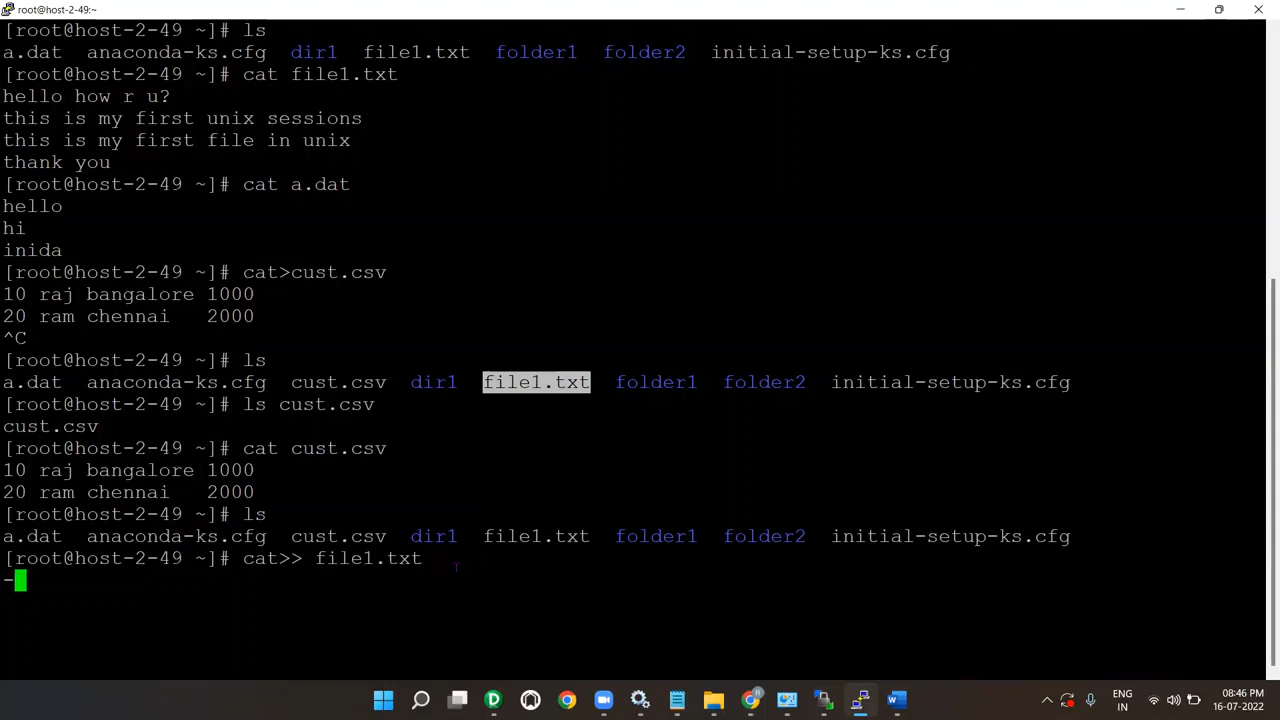 root@host-2-49:~
[root@host-2-49 ~]# ls
a.dat  anaconda-ks.cfg  dir1  file1.txt  folder1  folder2  initial-setup-ks.cfg
[root@host-2-49 ~]# cat file1.txt
hello how r u?
this is my first unix sessions
this is my first file in unix
thank you
[root@host-2-49 ~]# cat a.dat
hello
hi
inida
[root@host-2-49 ~]# cat>cust.csv
10 raj bangalore 1000
20 ram chennai   2000
^C
[root@host-2-49 ~]# ls
a.dat  anaconda-ks.cfg  cust.csv  dir1  file1.txt  folder1  folder2  initial-setup-ks.cfg
[root@host-2-49 ~]# ls cust.csv
cust.csv
[root@host-2-49 ~]# cat cust.csv
10 raj bangalore 1000
20 ram chennai   2000
[root@host-2-49 ~]# ls
a.dat  anaconda-ks.cfg  cust.csv  dir1  file1.txt  folder1  folder2  initial-setup-ks.cfg
[root@host-2-49 ~]# cat>> file1.txt
-
ENG 08:46 PM
IN 16-07-2022